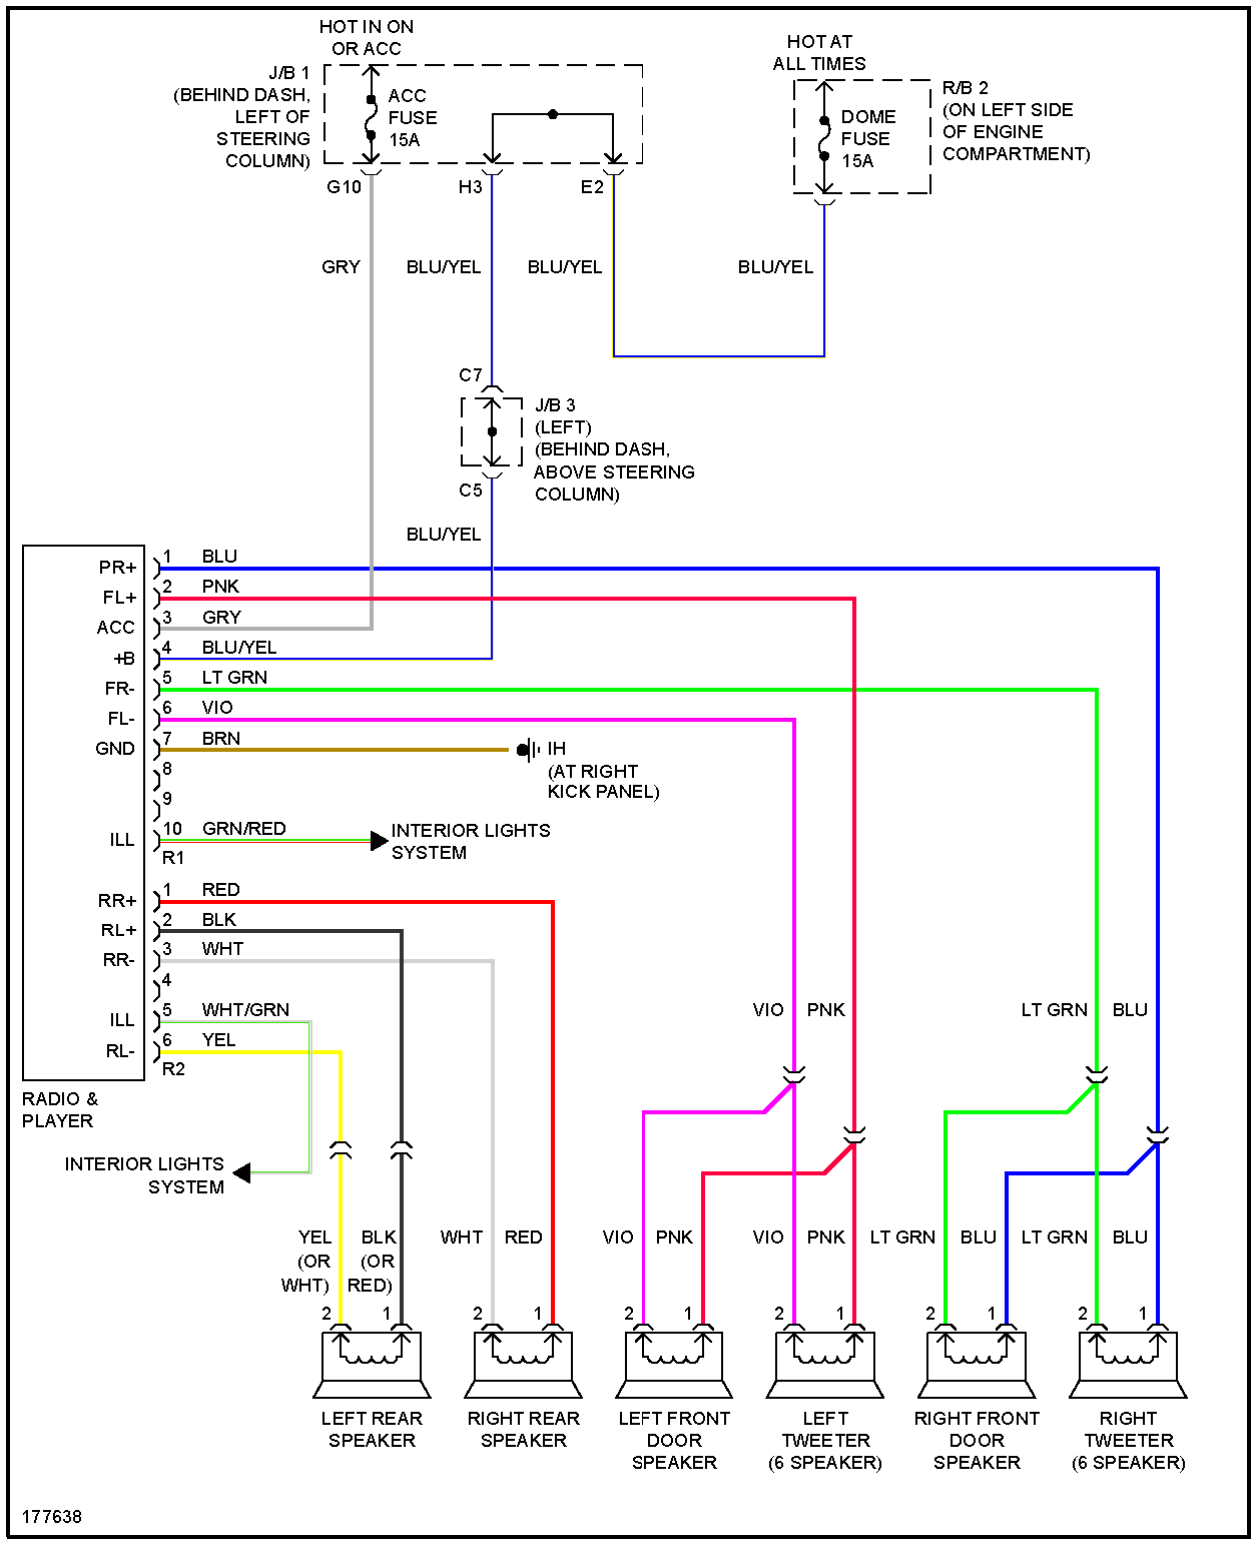 HOT IN ON
OR ACC
HOT AT
ALL TIMES
J/B 1
(BEHIND DASH,
LEFT OF
STEERING
COLUMN)
ACC
FUSE
15A
DOME
FUSE
15A
R/B 2
(ON LEFT SIDE
OF ENGINE
COMPARTMENT)
G10
H3
E2
GRY
BLU/YEL
BLU/YEL
BLU/YEL
C7
J/B 3
(LEFT)
(BEHIND DASH,
ABOVE STEERING
COLUMN)
C5
BLU/YEL
PR+ 1 BLU
FL+ 2 PNK
ACC 3 GRY
+B 4 BLU/YEL
FR- 5 LT GRN
FL- 6 VIO
GND 7 BRN
IH
(AT RIGHT
KICK PANEL)
8
9
ILL 10 GRN/RED
R1
INTERIOR LIGHTS
SYSTEM
RR+ 1 RED
RL+ 2 BLK
RR- 3 WHT
4
ILL 5 WHT/GRN
RL- 6 YEL
R2
RADIO &
PLAYER
VIO PNK LT GRN BLU
INTERIOR LIGHTS
SYSTEM
YEL
(OR
WHT)
BLK
(OR
RED)
WHT RED VIO PNK VIO PNK LT GRN BLU LT GRN BLU
2 1 2 1 2 1 2 1 2 1 2 1
LEFT REAR
SPEAKER
RIGHT REAR
SPEAKER
LEFT FRONT
DOOR
SPEAKER
LEFT
TWEETER
(6 SPEAKER)
RIGHT FRONT
DOOR
SPEAKER
RIGHT
TWEETER
(6 SPEAKER)
177638